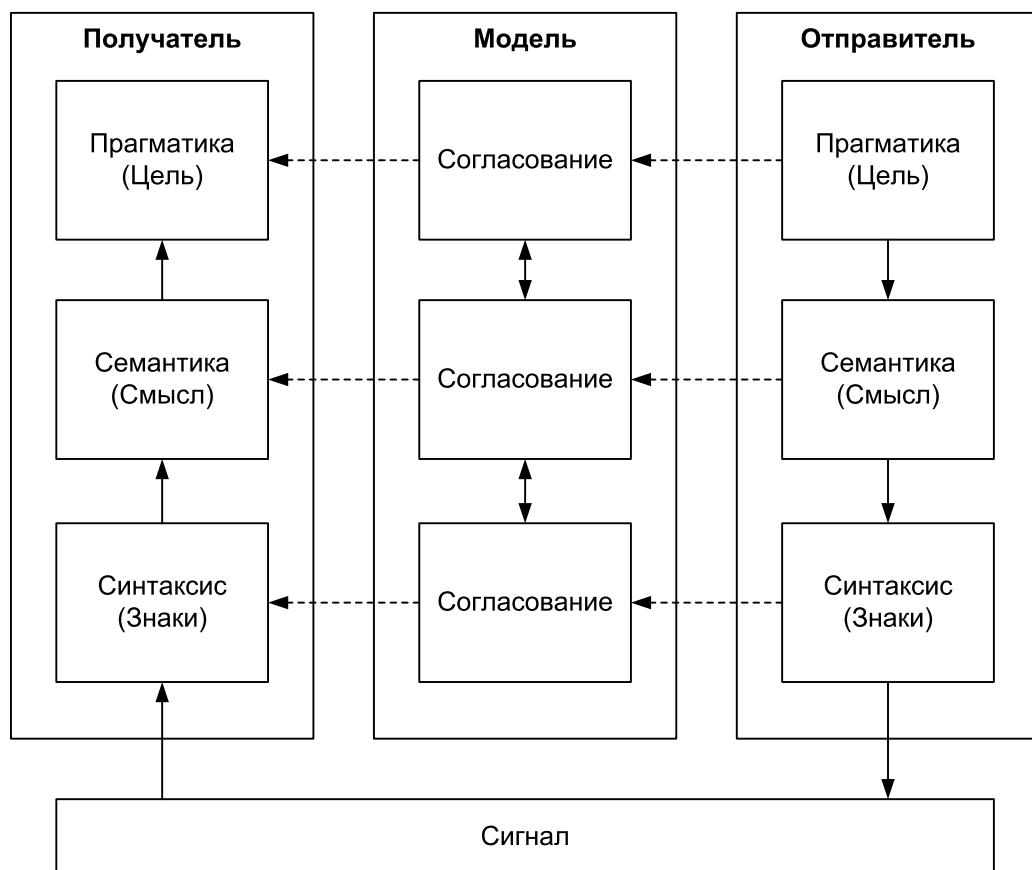 Получатель
Модель
Отправитель
Прагматика
(Цель)
Согласование
Прагматика
(Цель)
Семантика
(Смысл)
Согласование
Семантика
(Смысл)
Синтаксис
(Знаки)
Согласование
Синтаксис
(Знаки)
Сигнал